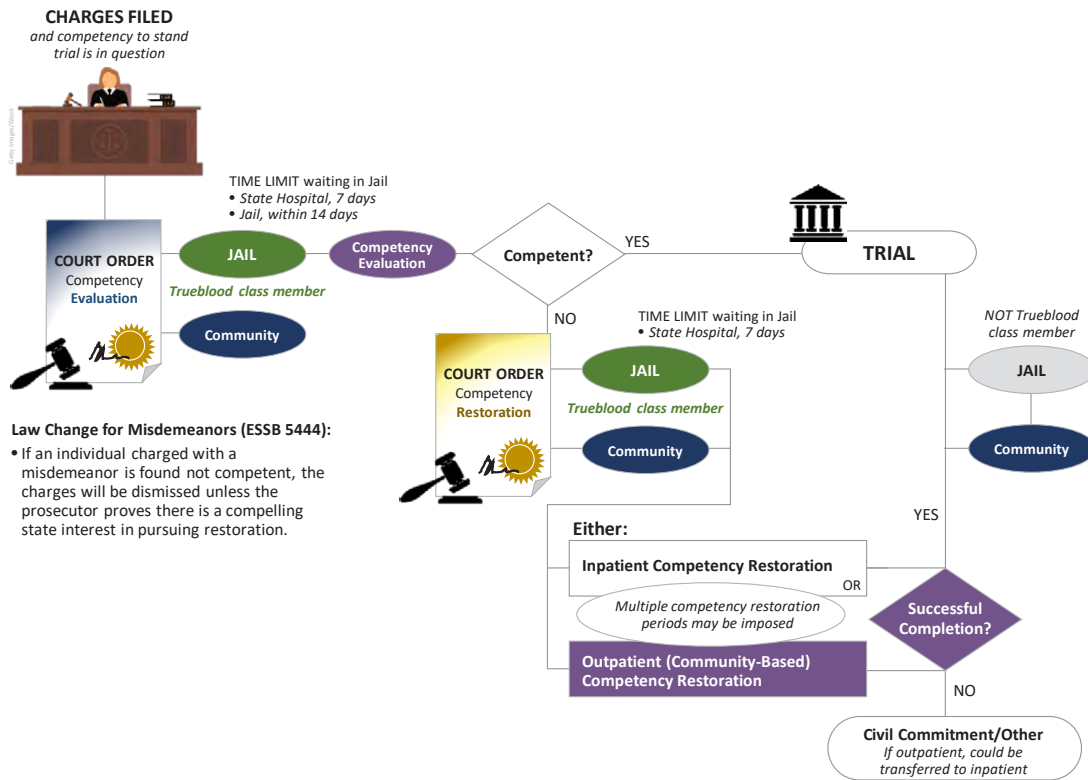 CHARGES FILED
and competency to stand
trial is in question
Getty Images/iStock
TIME LIMIT waiting in Jail
• State Hospital, 7 days
• Jail, within 14 days
COURT ORDER
Competency
Evaluation
JAIL
Trueblood class member
Community
Competency
Evaluation
Competent?
YES
TRIAL
NO
TIME LIMIT waiting in Jail
• State Hospital, 7 days
COURT ORDER
Competency
Restoration
JAIL
Trueblood class member
Community
NOT Trueblood
class member
JAIL
Community
Law Change for Misdemeanors (ESSB 5444):
• If an individual charged with a
misdemeanor is found not competent, the
charges will be dismissed unless the
prosecutor proves there is a compelling
state interest in pursuing restoration.
YES
Either:
Inpatient Competency Restoration
OR
Multiple competency restoration
periods may be imposed
Outpatient (Community-Based)
Competency Restoration
Successful
Completion?
NO
Civil Commitment/Other
If outpatient, could be
transferred to inpatient